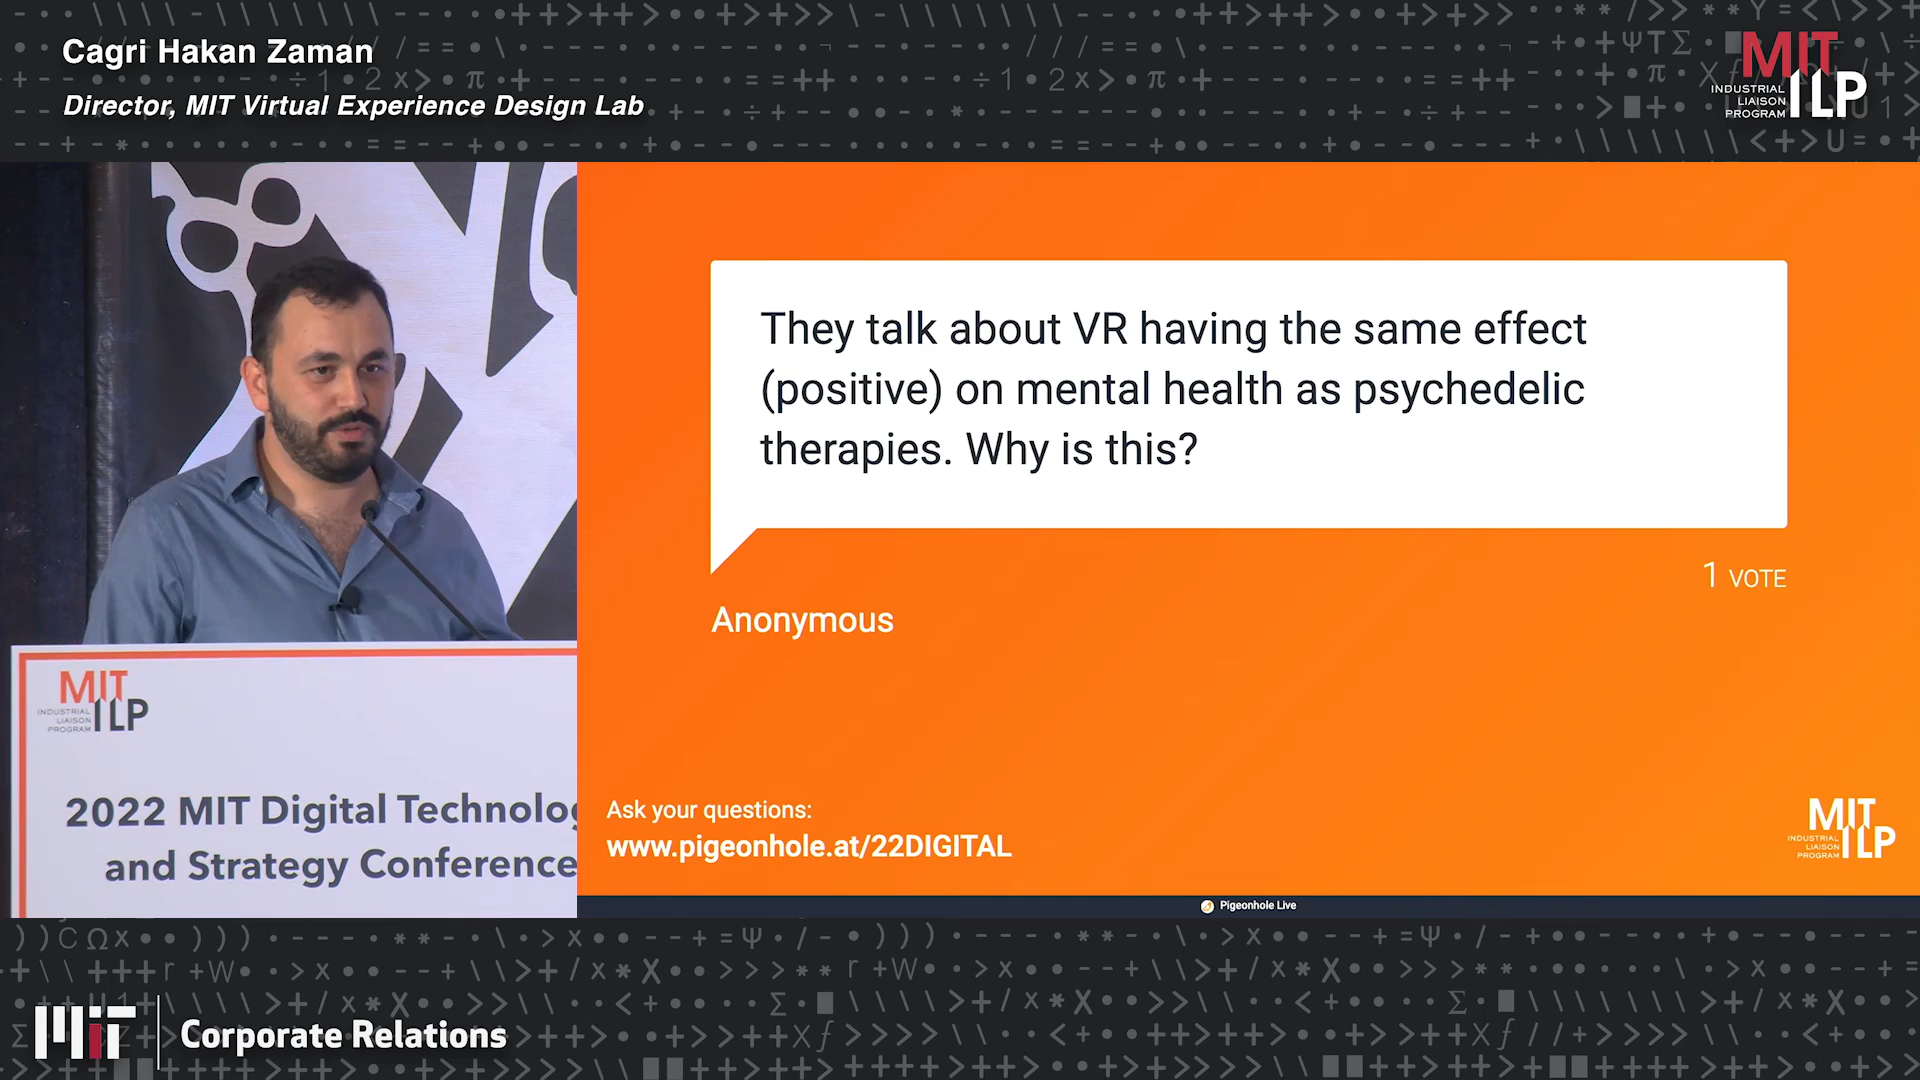 Cagri Hakan Zaman
Director, MIT Virtual Experience Design Lab
MIT
ILP
INDUSTRIAL
LIAISON
PROGRAM
They talk about VR having the same effect
(positive) on mental health as psychedelic
therapies. Why is this?
1 VOTE
Anonymous
MIT
ILP
INDUSTRIAL
LIAISON
PROGRAM
2022 MIT Digital Technolog
and Strategy Conference
Ask your questions:
www.pigeonhole.at/22DIGITAL
MIT
ILP
INDUSTRIAL
LIAISON
PROGRAM
Pigeonhole Live
MIT
Corporate Relations